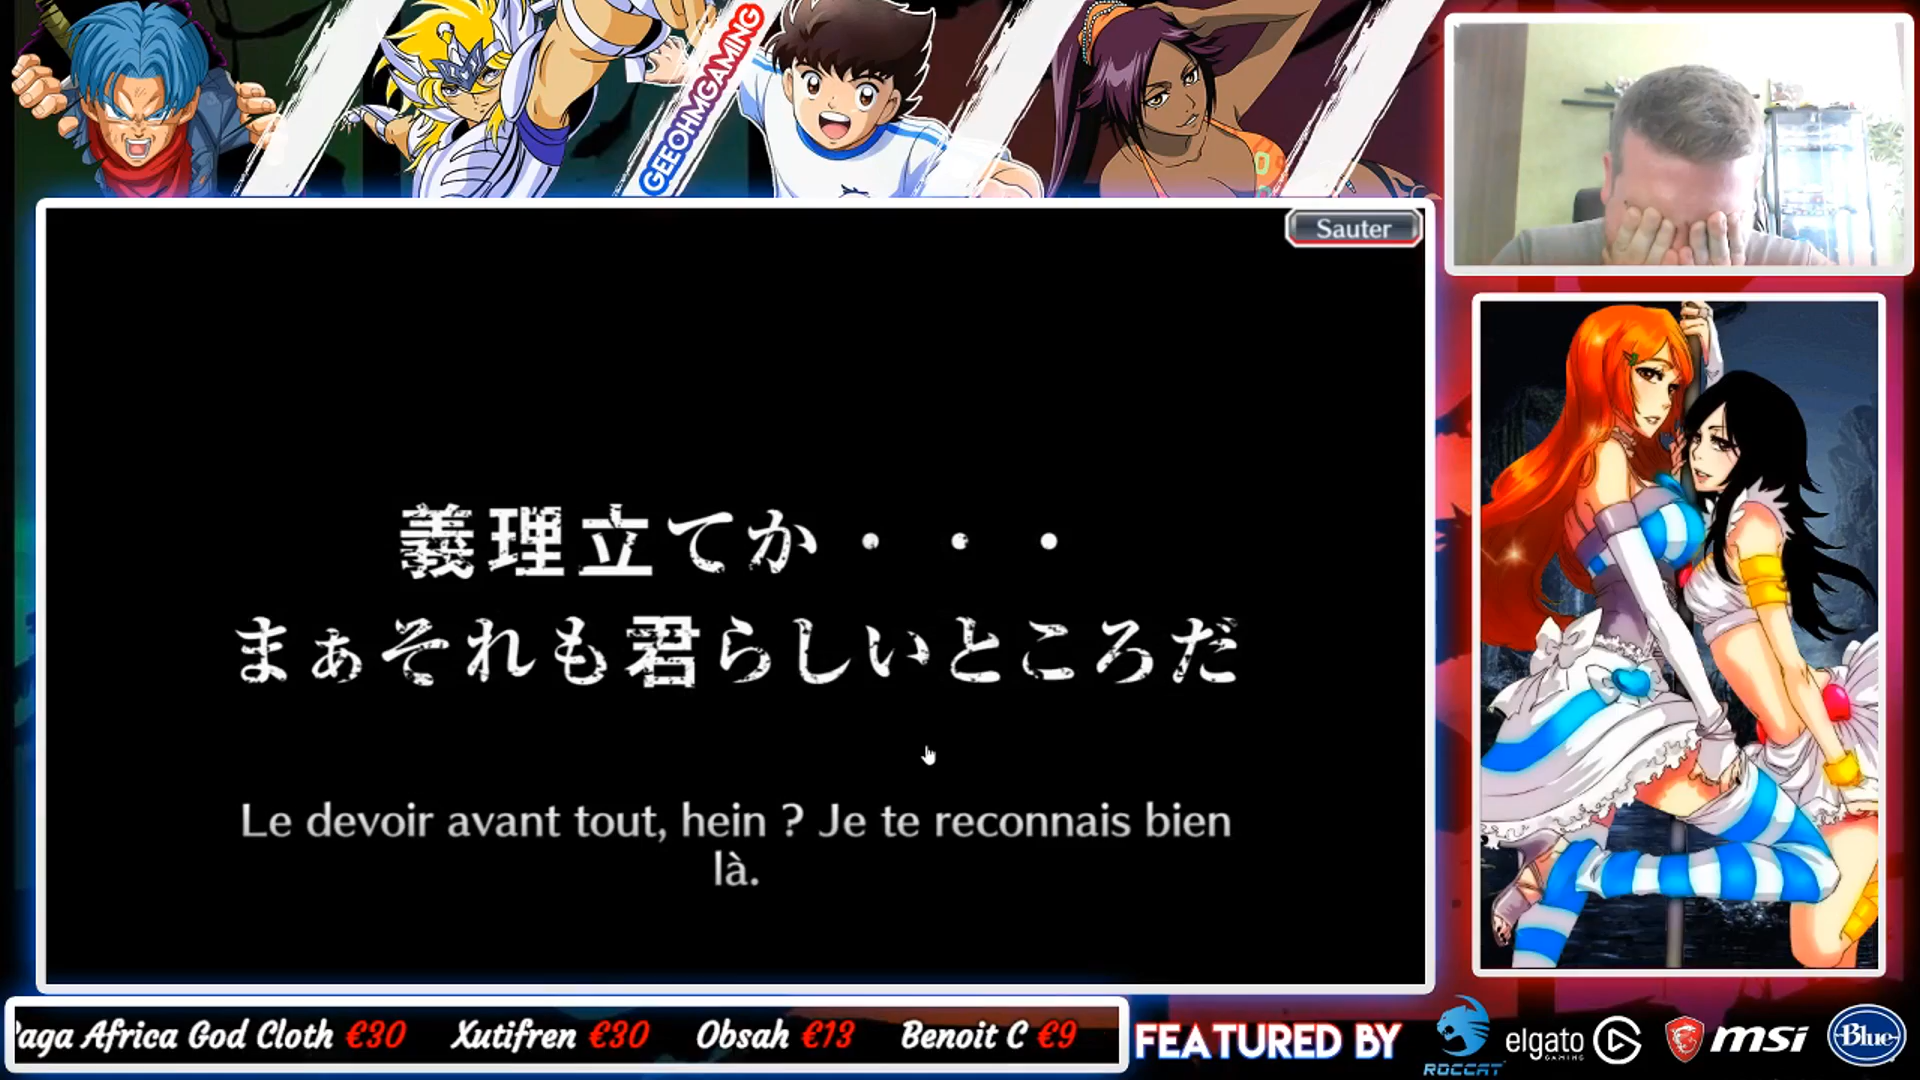 GEEOHMGAMING
Sauter
義理立てか・・・
まぁそれも君らしいところだ
Le devoir avant tout, hein ? Je te reconnais bien
là.
aga Africa God Cloth €30 Xutifren €30 Obsah €13 Benoit C €9
FEATURED BY
ROCCAT
elgato
GAMING
msi
Blue